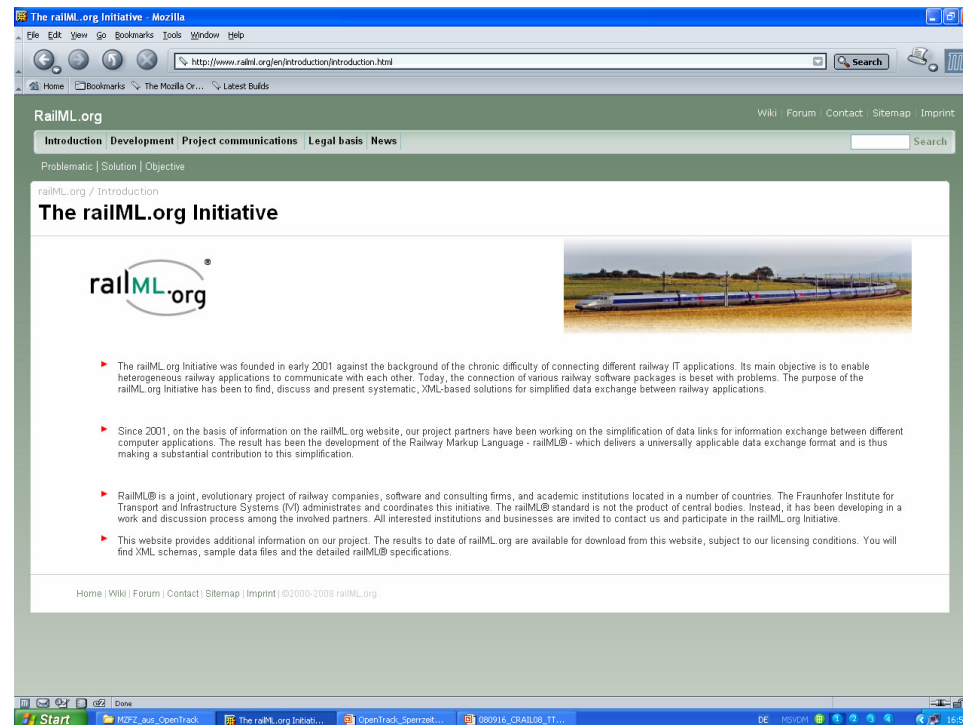 The railML.org Initiative - Mozilla
File Edit View Go Bookmarks Tools Window Help
http://www.railml.org/en/introduction/introduction.html
Search
Home Bookmarks The Mozilla Or... Latest Builds
RailML.org
Wiki | Forum | Contact | Sitemap | Imprint
Introduction Development Project communications Legal basis News
Search
Problematic | Solution | Objective
railML.org / Introduction
The railML.org Initiative
railML.org ®
The railML.org Initiative was founded in early 2001 against the background of the chronic difficulty of connecting different railway IT applications. Its main objective is to enable
heterogeneous railway applications to communicate with each other. Today, the connection of various railway software packages is beset with problems. The purpose of the
railML.org Initiative has been to find, discuss and present systematic, XML-based solutions for simplified data exchange between railway applications.
Since 2001, on the basis of information on the railML.org website, our project partners have been working on the simplification of data links for information exchange between different
computer applications. The result has been the development of the Railway Markup Language - railML® - which delivers a universally applicable data exchange format and is thus
making a substantial contribution to this simplification.
RailML® is a joint, evolutionary project of railway companies, software and consulting firms, and academic institutions located in a number of countries. The Fraunhofer Institute for
Transport and Infrastructure Systems (IVI) administrates and coordinates this initiative. The railML® standard is not the product of central bodies. Instead, it has been developing in a
work and discussion process among the involved partners. All interested institutions and businesses are invited to contact us and participate in the railML.org Initiative.
This website provides additional information on our project. The results to date of railML.org are available for download from this website, subject to our licensing conditions. You will
find XML schemas, sample data files and the detailed railML® specifications.
Home | Wiki | Forum | Contact | Sitemap | Imprint | ©2000-2008 railML.org
Done
Start MZFZ_aus_OpenTrack The railML.org Initiati... OpenTrack_Sperrzeit... 080916_CRAIL08_TT... DE MSVDM 1 2 3 4